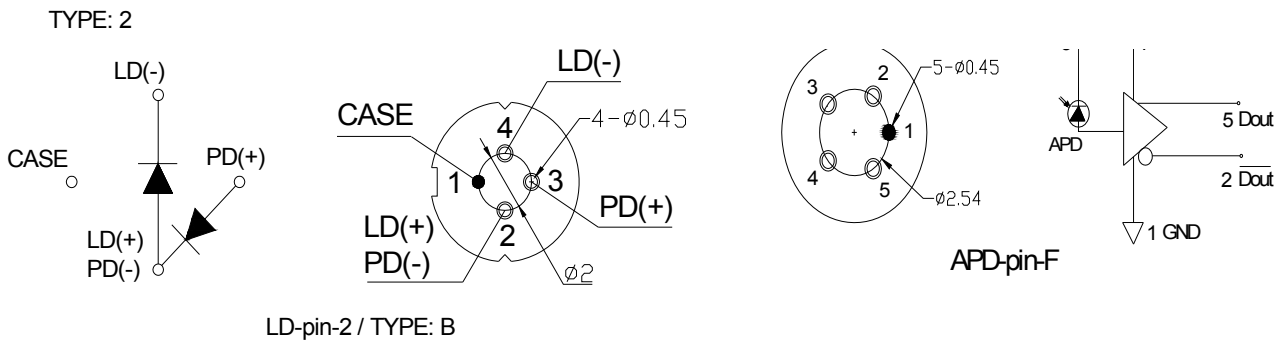 TYPE: 2
LD(-)
CASE
PD(+)
LD(+)
PD(-)
LD(-)
CASE
4-Ø0.45
4
1
3
2
PD(+)
LD(+)
PD(-)
Ø2
LD-pin-2 / TYPE: B
5-Ø0.45
3
2
1
4
5
Ø2.54
APD-pin-F
APD
5 Dout
2 Dout
1 GND